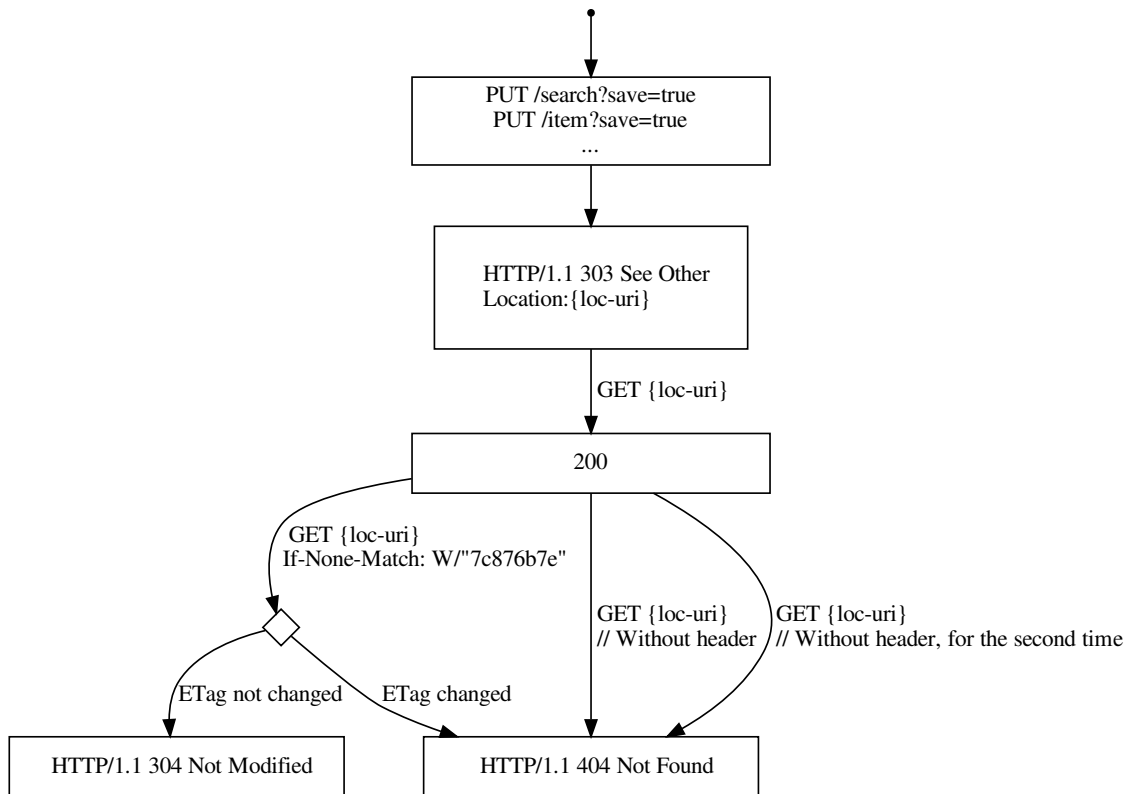 PUT /search?save=true
PUT /item?save=true
...
HTTP/1.1 303 See Other
Location:{loc-uri}
GET {loc-uri}
200
GET {loc-uri}
If-None-Match: W/"7c876b7e"
GET {loc-uri}
// Without header
GET {loc-uri}
// Without header, for the second time
ETag not changed
ETag changed
HTTP/1.1 304 Not Modified
HTTP/1.1 404 Not Found